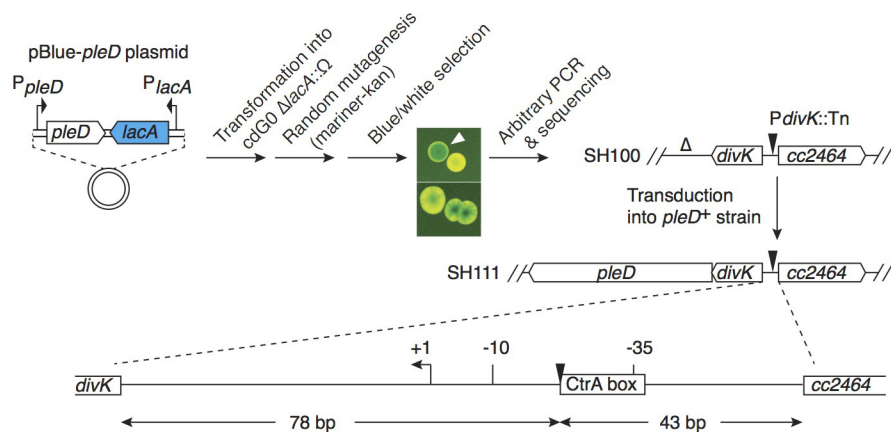 pBlue-pleD plasmid
PpleD
PlacA
pleD
lacA
Transformation into
cdG0 ΔlacA::Ω
Random mutagenesis
(mariner-kan)
Blue/white selection
Arbitrary PCR
& sequencing
PdivK::Tn
SH100
Δ
divK
cc2464
Transduction
into pleD+ strain
SH111
pleD
divK
cc2464
+1
-10
-35
divK
CtrA box
cc2464
78 bp
43 bp